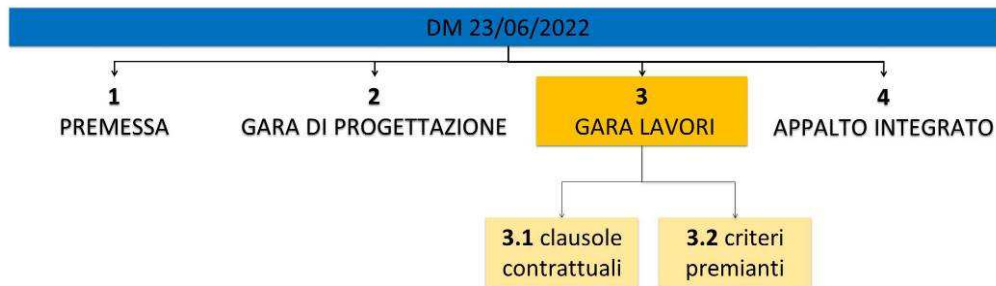 DM 23/06/2022
1
PREMESSA
2
GARA DI PROGETTAZIONE
3
GARA LAVORI
4
APPALTO INTEGRATO
3.1 clausole
contrattuali
3.2 criteri
premianti